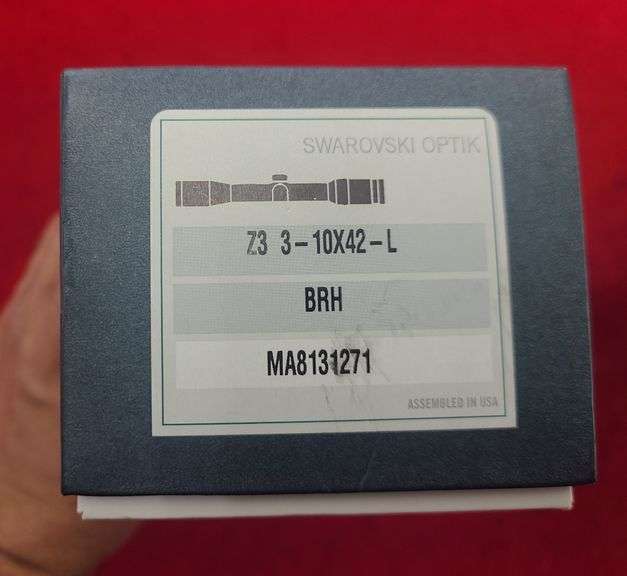 SWAROVSKI OPTIK
Z3 3-10X42-L
BRH
MA8131271
ASSEMBLED IN USA